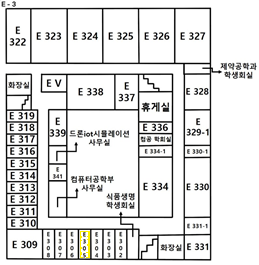 E - 3
E 322
E 323
E 324
E 325
E 326
E 327
제약공학과
학생회실
화장실
E V
E 338
E 337
휴게실
E 328
E 319
E 318
E 317
E 316
E 315
E 314
E 313
E 312
E 311
E 310
E 309
E 339
드론iot시뮬레이션
사무실
E 341
컴퓨터공학부
사무실
식품생명
학생회실
E 336
컴공 학회실
E 334-1
E 334
E 329-1
E 330-1
E 330
E 331-1
E 331
화장실
E 308
E 307
E 306
E 305
E 304
E 303
E 302